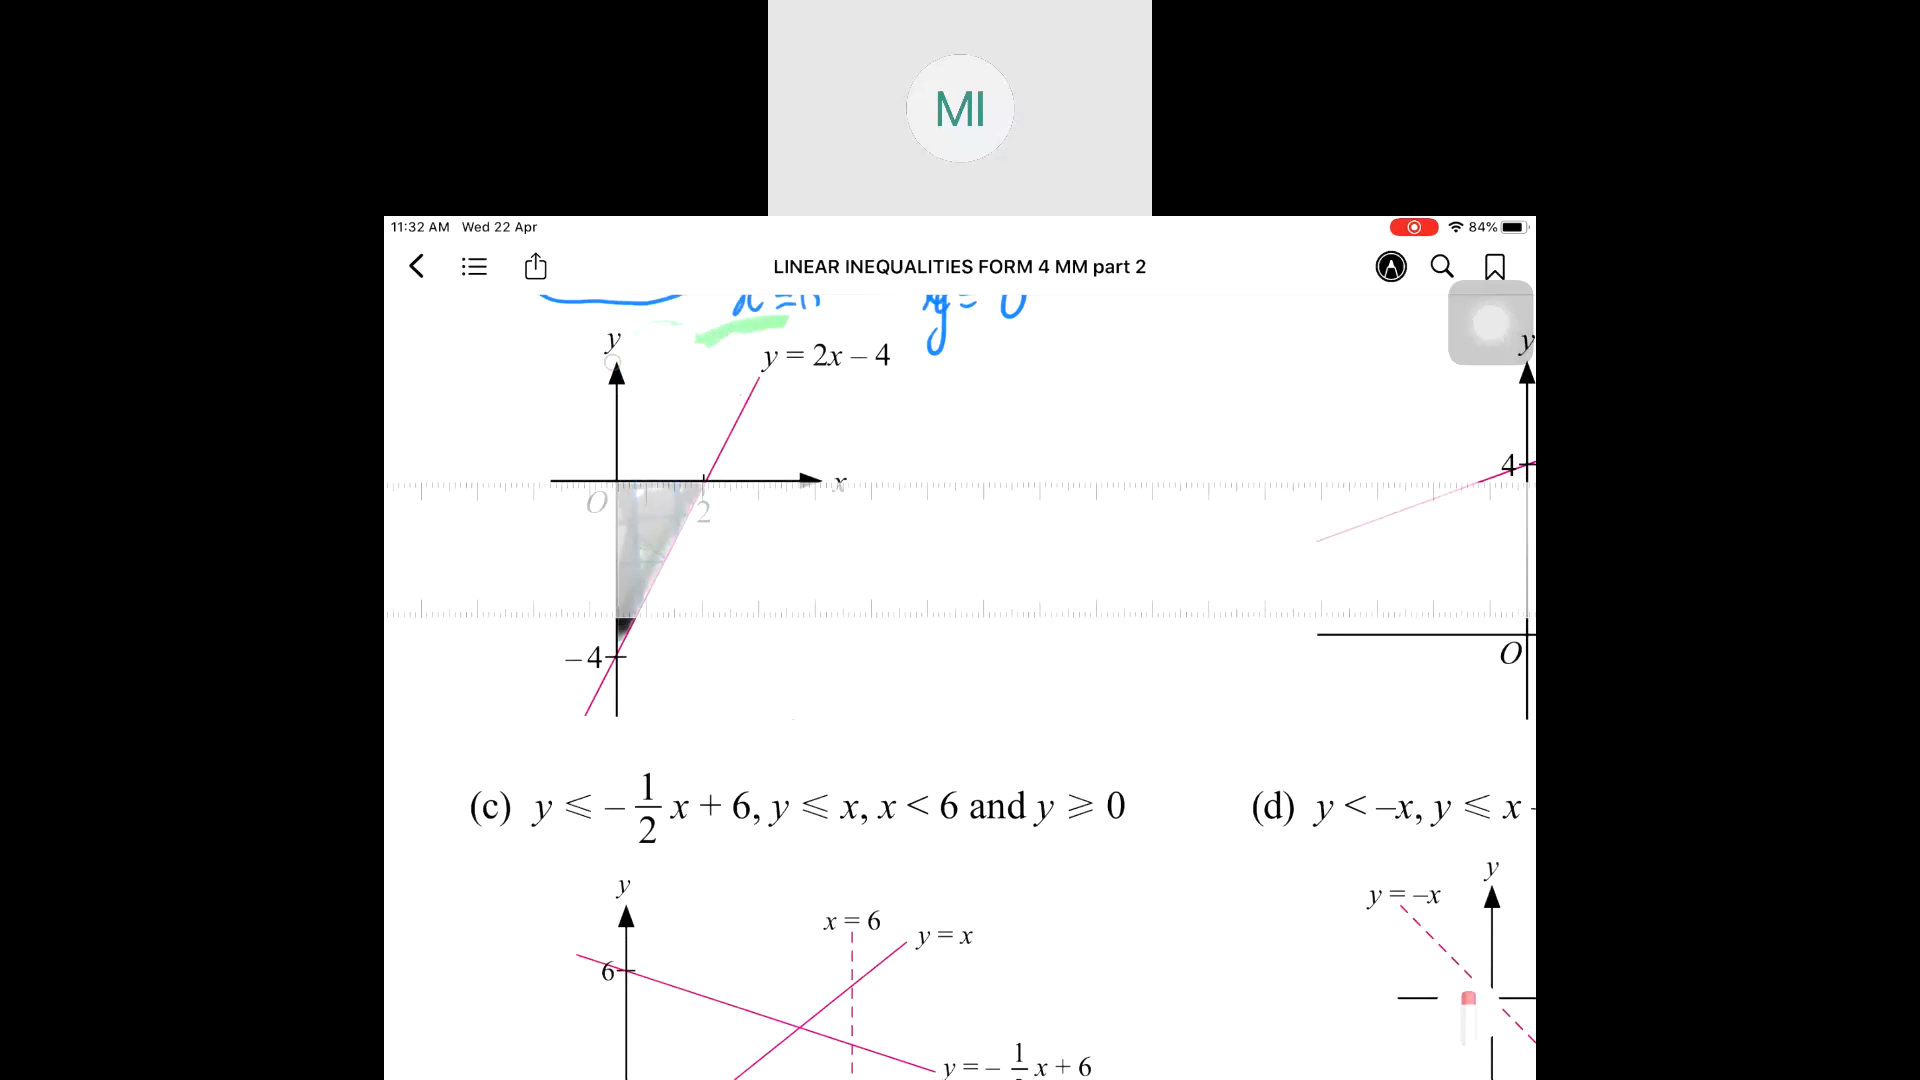 MI
11:32 AM Wed 22 Apr
84%
LINEAR INEQUALITIES FORM 4 MM part 2
y
y = 2x – 4
O
2
x
–4
y
4
O
(c) y ⩽ – 1/2 x + 6, y ⩽ x, x < 6 and y ⩾ 0
(d) y < –x, y ⩽ x
y
6
x = 6
y = x
y = –
1
x + 6
y = –x
y